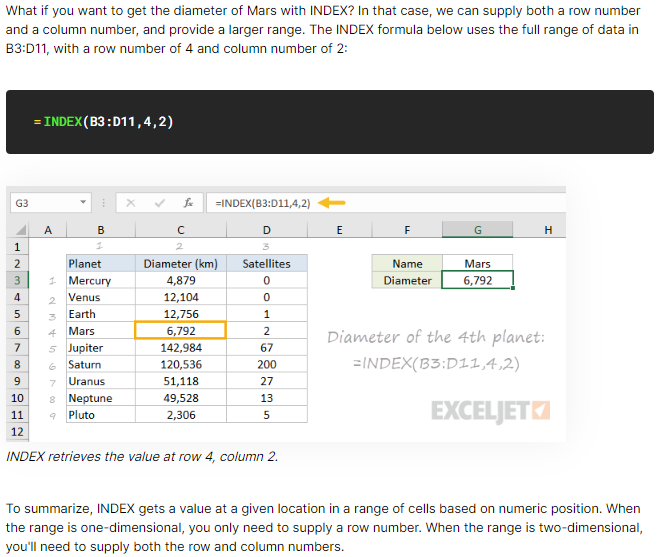 What if you want to get the diameter of Mars with INDEX? In that case, we can supply both a row number
and a column number, and provide a larger range. The INDEX formula below uses the full range of data in
B3:D11, with a row number of 4 and column number of 2:
=INDEX(B3:D11,4,2)
G3 fx =INDEX(B3:D11,4,2)
A B C D E F G H
1 1 2 3
2 Planet Diameter (km) Satellites Name Mars
3 1 Mercury 4,879 0 Diameter 6,792
4 2 Venus 12,104 0
5 3 Earth 12,756 1
6 4 Mars 6,792 2
7 5 Jupiter 142,984 67
8 6 Saturn 120,536 200
9 7 Uranus 51,118 27
10 8 Neptune 49,528 13
11 9 Pluto 2,306 5
12
Diameter of the 4th planet:
=INDEX(B3:D11,4,2)
EXCELJET
INDEX retrieves the value at row 4, column 2.
To summarize, INDEX gets a value at a given location in a range of cells based on numeric position. When
the range is one-dimensional, you only need to supply a row number. When the range is two-dimensional,
you'll need to supply both the row and column numbers.